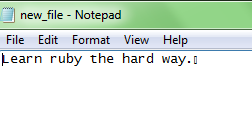 new_file - Notepad
File Edit Format View Help
Learn ruby the hard way.▯